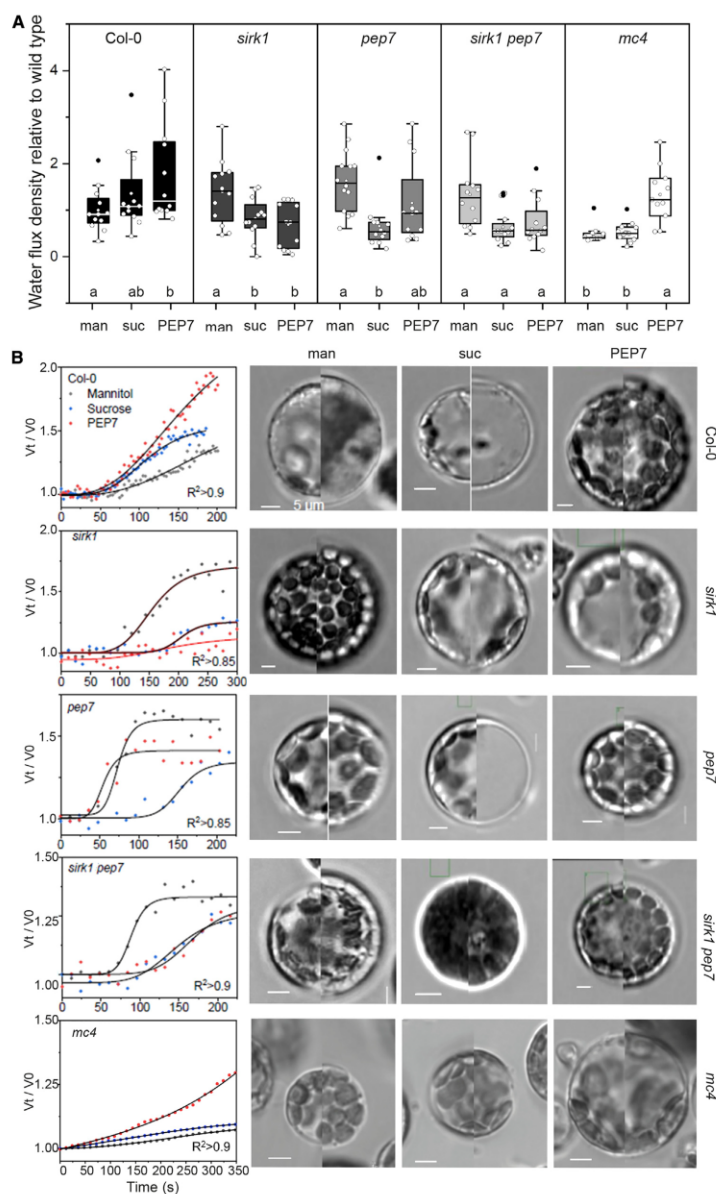 A
Col-0 sirk1 pep7 sirk1 pep7 mc4
Water flux density relative to wild type
4
2
1
0
a ab b a b b a b ab a a a b b a
man suc PEP7 man suc PEP7 man suc PEP7 man suc PEP7 man suc PEP7
B
man suc PEP7
Vt / V0
2.0
1.5
1.0
Col-0
Mannitol
Sucrose
PEP7
R²>0.9
0 50 100 150 200
5 µm
Col-0
Vt / V0
2.0
1.5
1.0
sirk1
R²>0.85
0 50 100 150 200 250 300
sirk1
Vt / V0
1.5
1.0
pep7
R²>0.85
0 50 100 150 200
pep7
Vt / V0
1.50
1.25
1.00
sirk1 pep7
R²>0.9
0 50 100 150 200
sirk1 pep7
Vt / V0
1.50
1.25
1.00
mc4
R²>0.9
0 50 100 150 200 250 300 350
Time (s)
mc4